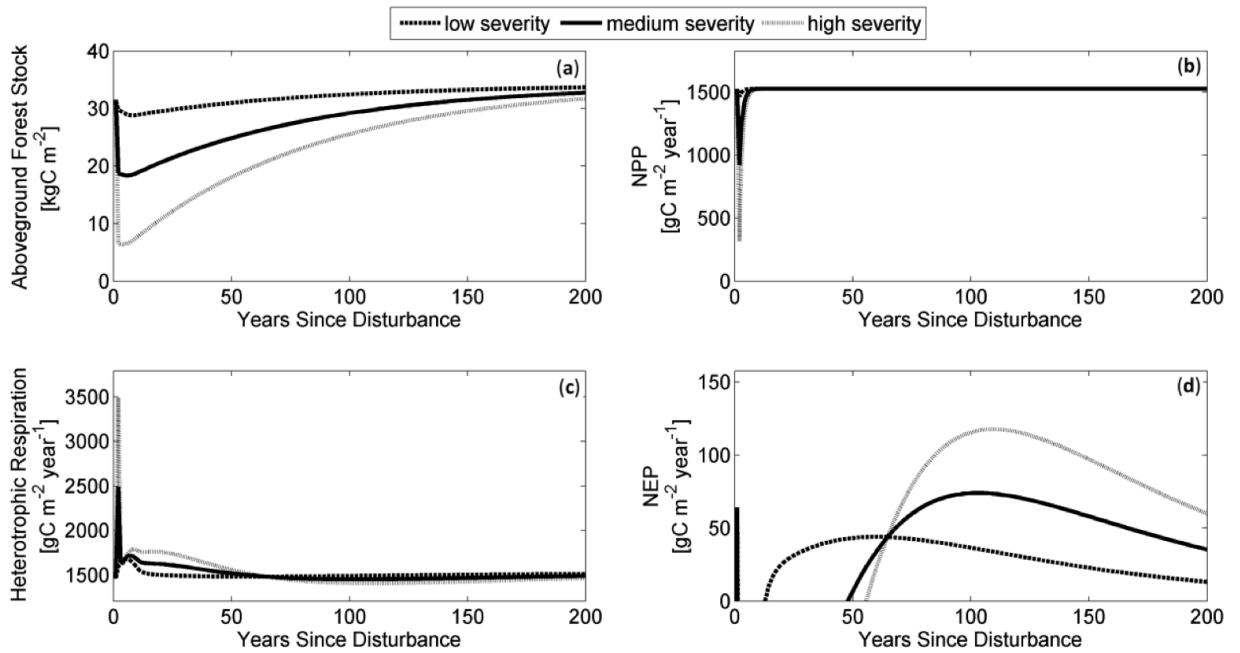 low severity medium severity high severity
(a)
Aboveground Forest Stock
[kgC m-2]
40
30
20
10
0
0 50 100 150 200
Years Since Disturbance
(b)
NPP
[gC m-2 year-1]
1500
1000
500
0
0 50 100 150 200
Years Since Disturbance
(c)
Heterotrophic Respiration
[gC m-2 year-1]
3500
3000
2500
2000
1500
0 50 100 150 200
Years Since Disturbance
(d)
NEP
[gC m-2 year-1]
150
100
50
0
0 50 100 150 200
Years Since Disturbance